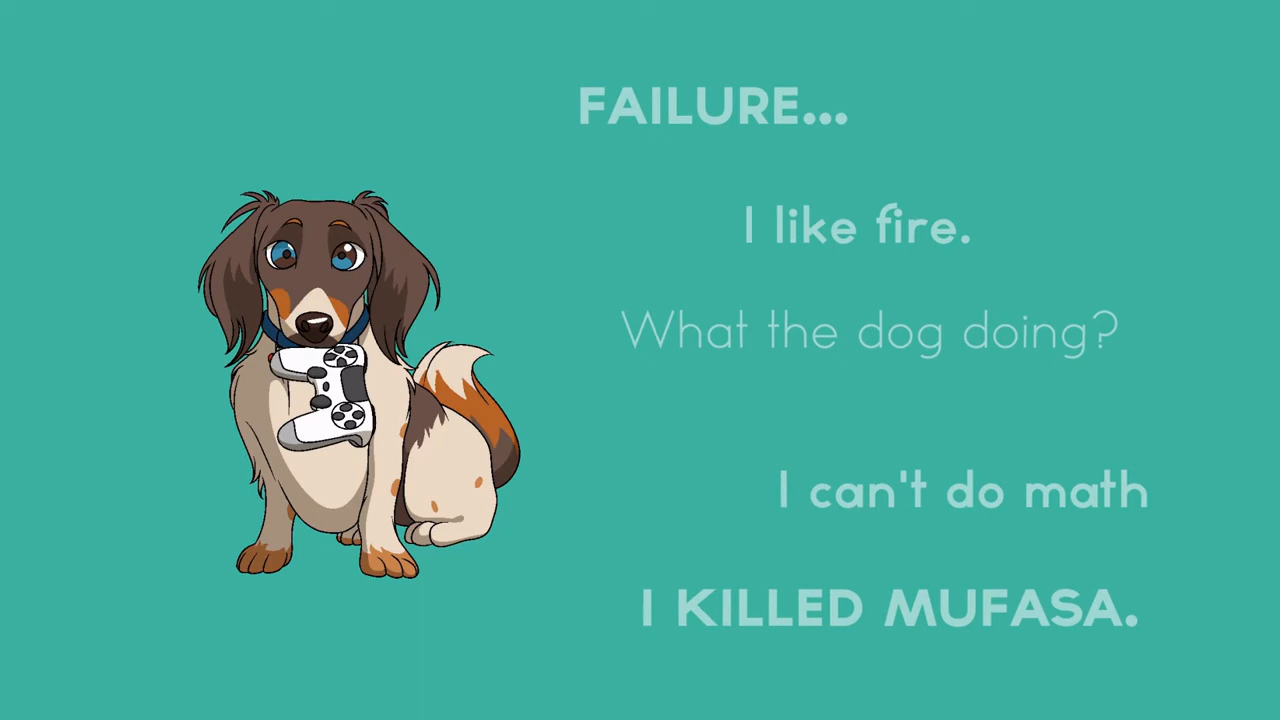 FAILURE...
I like fire.
What the dog doing?
I can't do math
I KILLED MUFASA.